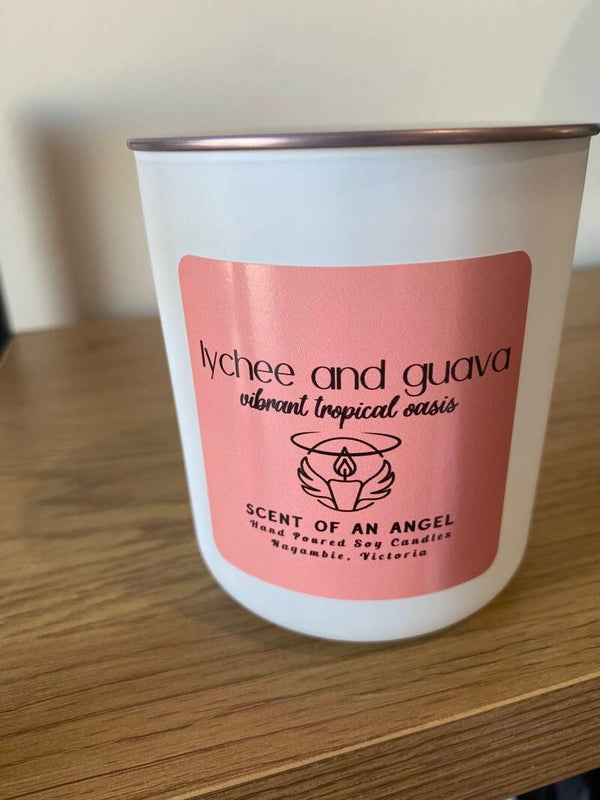 lychee and guava
vibrant tropical oasis
SCENT OF AN ANGEL
Hand Poured Soy Candles
Nagambie, Victoria